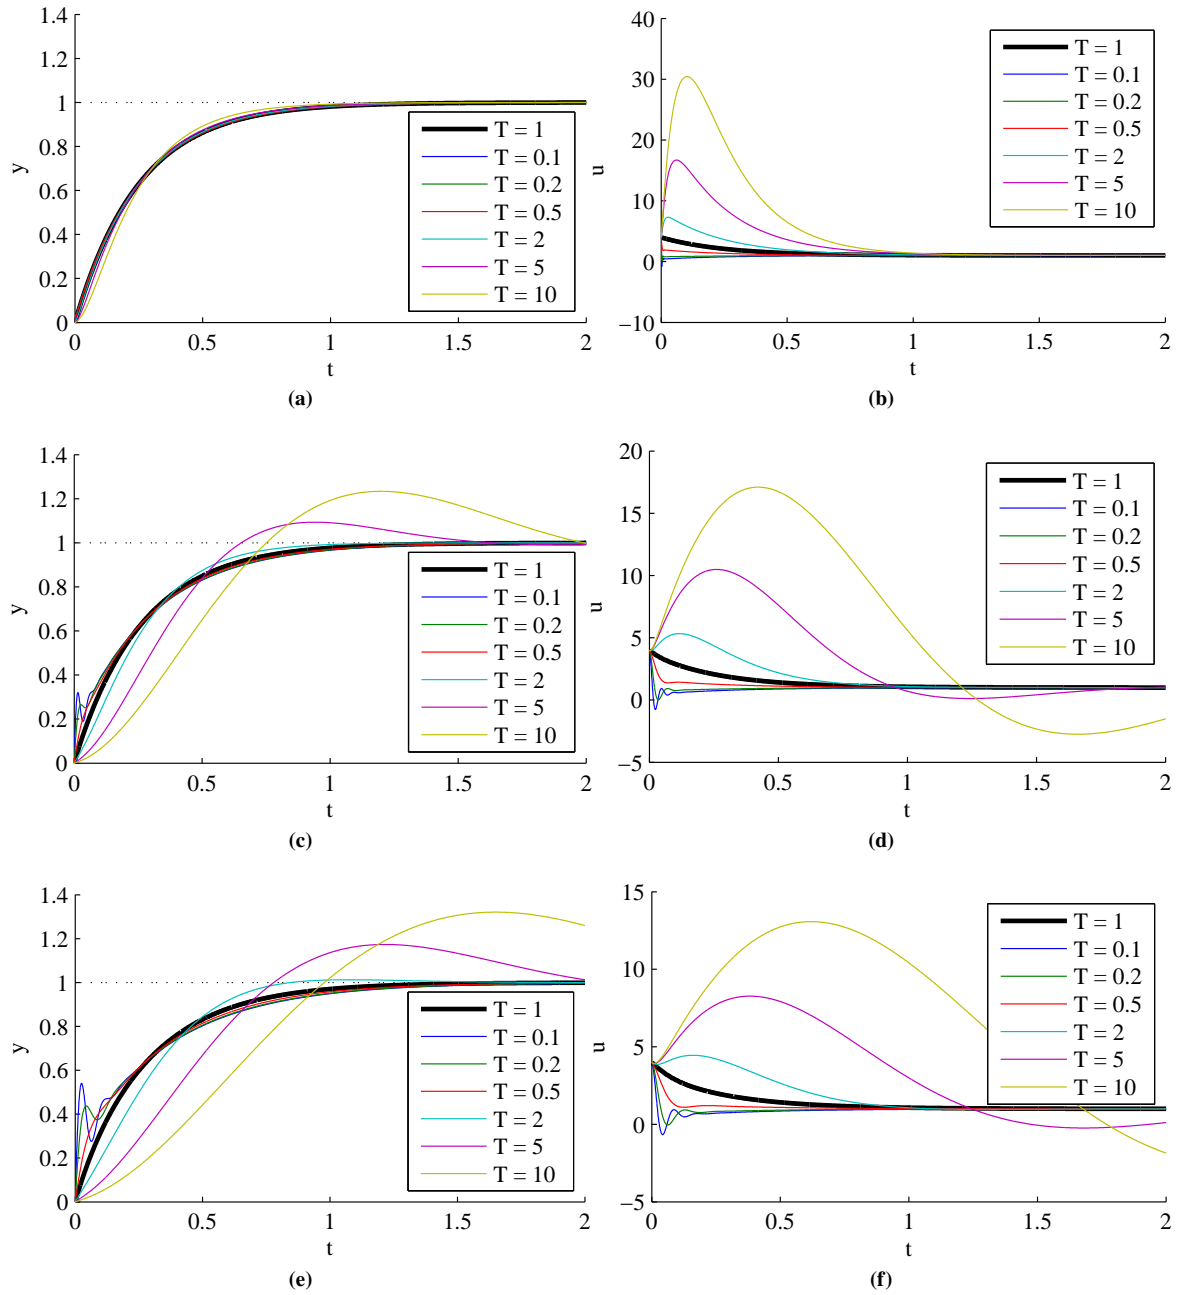 1.4
1.2
1
0.8
0.6
0.4
0.2
0
y
0
0.5
1
1.5
2
t
T = 1
T = 0.1
T = 0.2
T = 0.5
T = 2
T = 5
T = 10
(a)
40
30
20
10
0
−10
u
0
0.5
1
1.5
2
t
T = 1
T = 0.1
T = 0.2
T = 0.5
T = 2
T = 5
T = 10
(b)
1.4
1.2
1
0.8
0.6
0.4
0.2
0
y
0
0.5
1
1.5
2
t
T = 1
T = 0.1
T = 0.2
T = 0.5
T = 2
T = 5
T = 10
(c)
20
15
10
5
0
−5
u
0
0.5
1
1.5
2
t
T = 1
T = 0.1
T = 0.2
T = 0.5
T = 2
T = 5
T = 10
(d)
1.4
1.2
1
0.8
0.6
0.4
0.2
0
y
0
0.5
1
1.5
2
t
T = 1
T = 0.1
T = 0.2
T = 0.5
T = 2
T = 5
T = 10
(e)
15
10
5
0
−5
u
0
0.5
1
1.5
2
t
T = 1
T = 0.1
T = 0.2
T = 0.5
T = 2
T = 5
T = 10
(f)